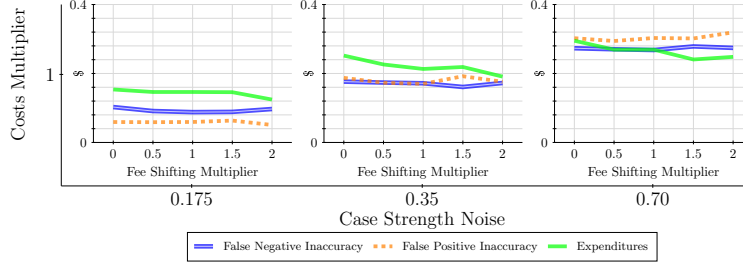 0.4
0.4
0.4
Costs Multiplier
1
$
$
$
0
0
0
0 0.5 1 1.5 2
0 0.5 1 1.5 2
0 0.5 1 1.5 2
Fee Shifting Multiplier
Fee Shifting Multiplier
Fee Shifting Multiplier
0.175
0.35
0.70
Case Strength Noise
False Negative Inaccuracy
False Positive Inaccuracy
Expenditures